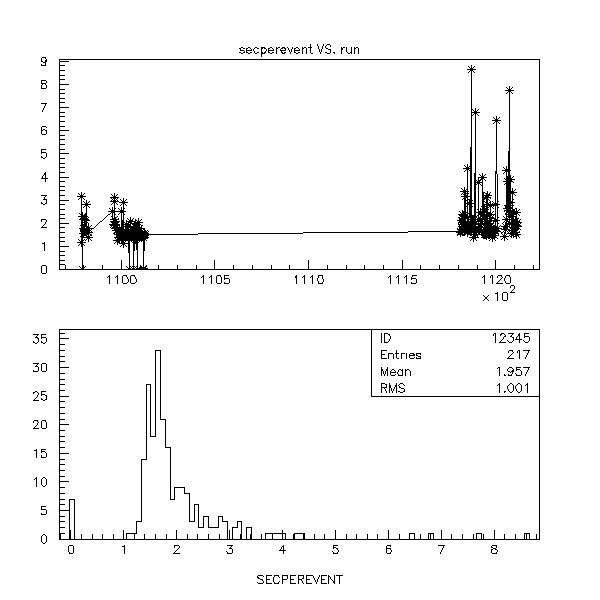 secperevent VS. run
9
8
7
6
5
4
3
2
1
0
1100 1105 1110 1115 1120
× 10²
35
30
25
20
15
10
5
0
ID 12345
Entries 217
Mean 1.957
RMS 1.001
0 1 2 3 4 5 6 7 8
SECPEREVENT